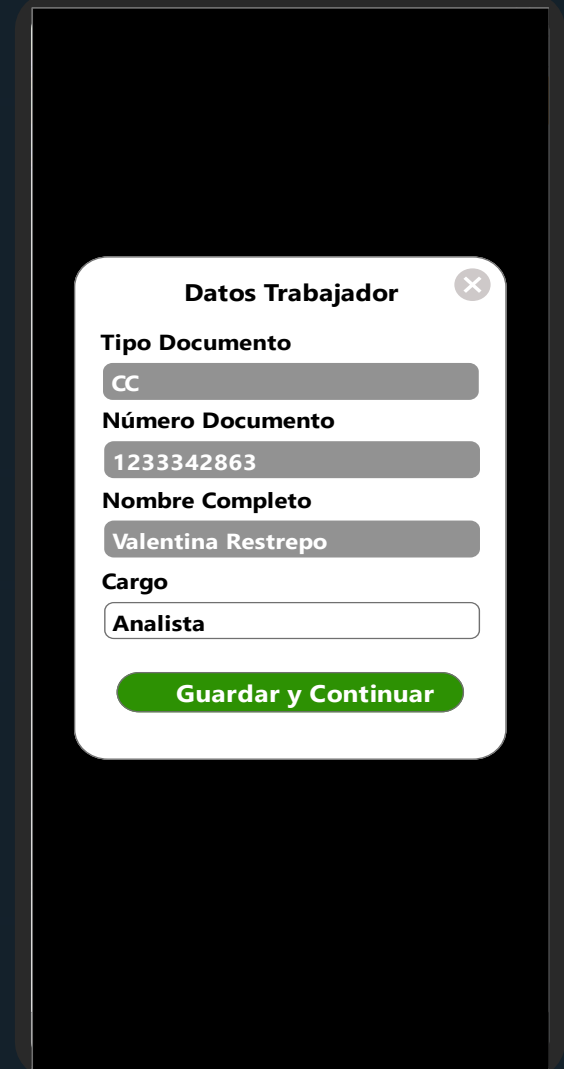 Datos Trabajador
Tipo Documento
CC
Número Documento
1233342863
Nombre Completo
Valentina Restrepo
Cargo
Analista
Guardar y Continuar